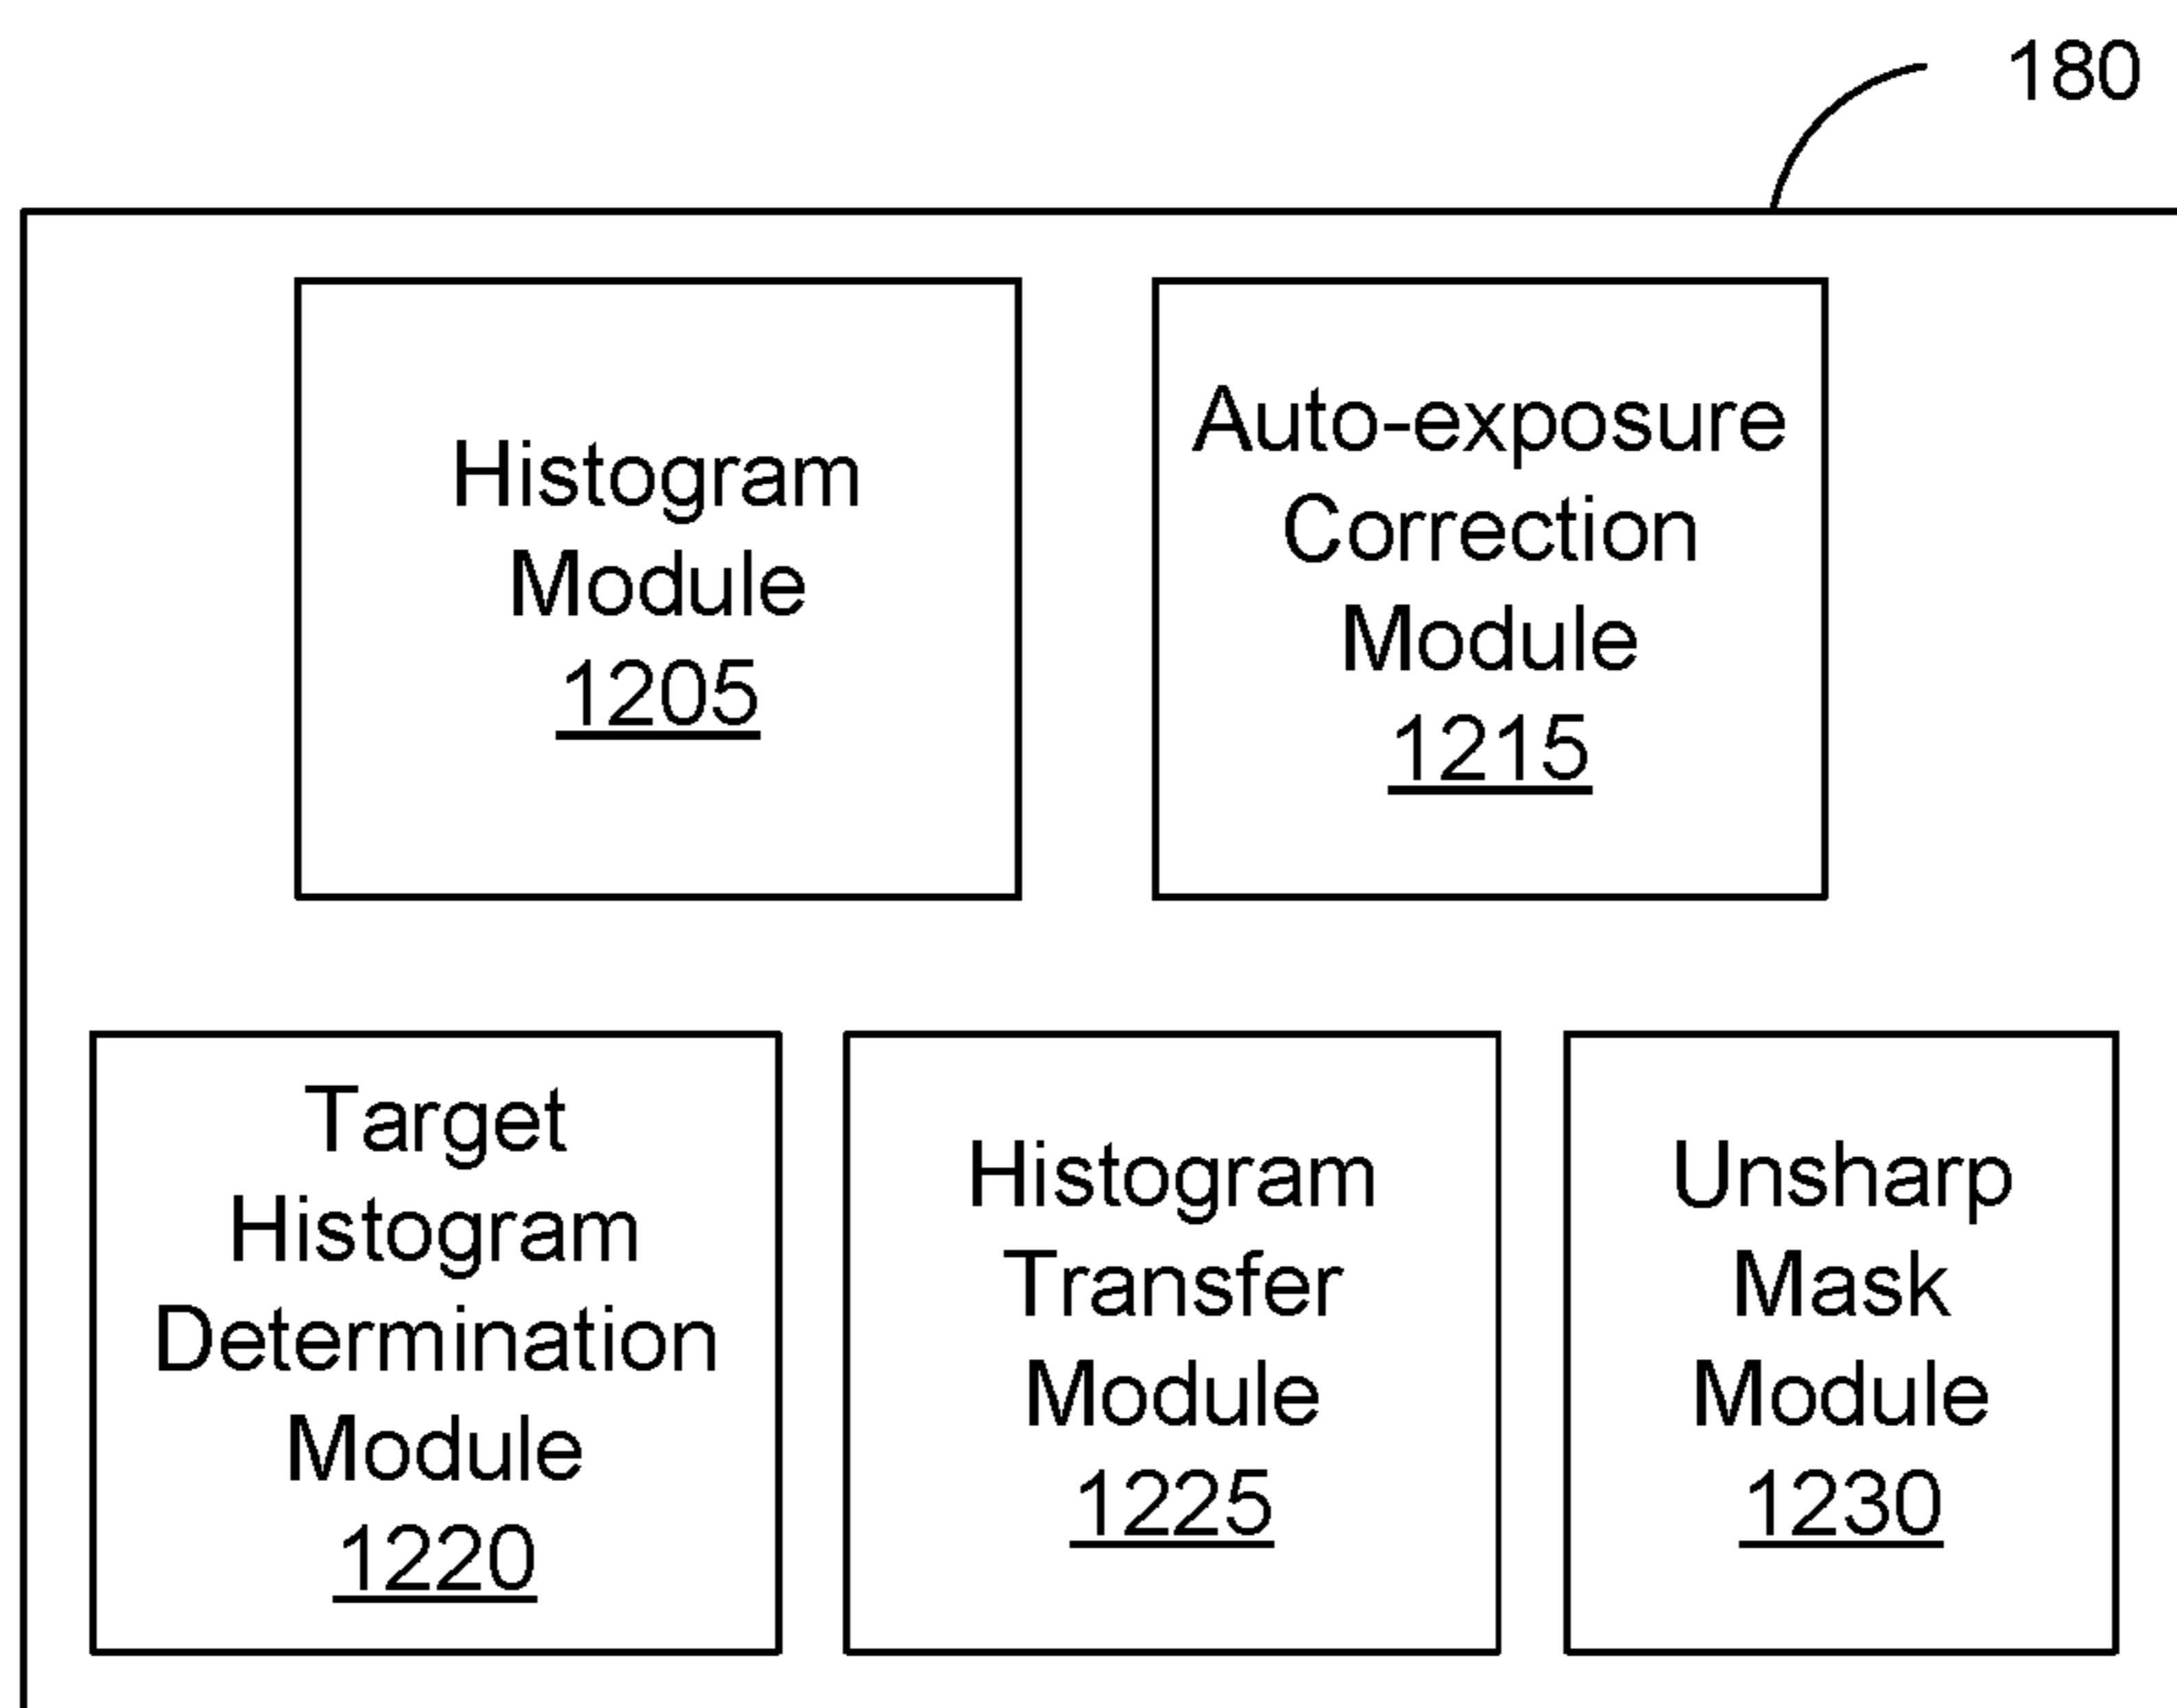 180
Histogram
Module
1205
Auto-exposure
Correction
Module
1215
Target
Histogram
Determination
Module
1220
Histogram
Transfer
Module
1225
Unsharp
Mask
Module
1230